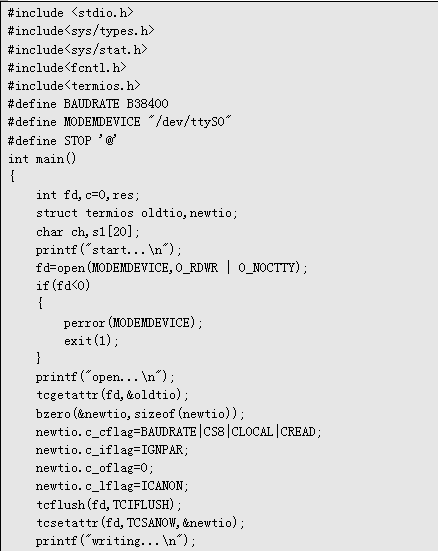 #include <stdio.h>
#include<sys/types.h>
#include<sys/stat.h>
#include<fcntl.h>
#include<termios.h>
#define BAUDRATE B38400
#define MODEMDEVICE "/dev/ttyS0"
#define STOP '@'
int main()
{
    int fd,c=0,res;
    struct termios oldtio,newtio;
    char ch,s1[20];
    printf("start...\n");
    fd=open(MODEMDEVICE,O_RDWR | O_NOCTTY);
    if(fd<0)
    {
        perror(MODEMDEVICE);
        exit(1);
    }
    printf("open...\n");
    tcgetattr(fd,&oldtio);
    bzero(&newtio,sizeof(newtio));
    newtio.c_cflag=BAUDRATE|CS8|CLOCAL|CREAD;
    newtio.c_iflag=IGNPAR;
    newtio.c_oflag=0;
    newtio.c_lflag=ICANON;
    tcflush(fd,TCIFLUSH);
    tcsetattr(fd,TCSANOW,&newtio);
    printf("writing...\n");